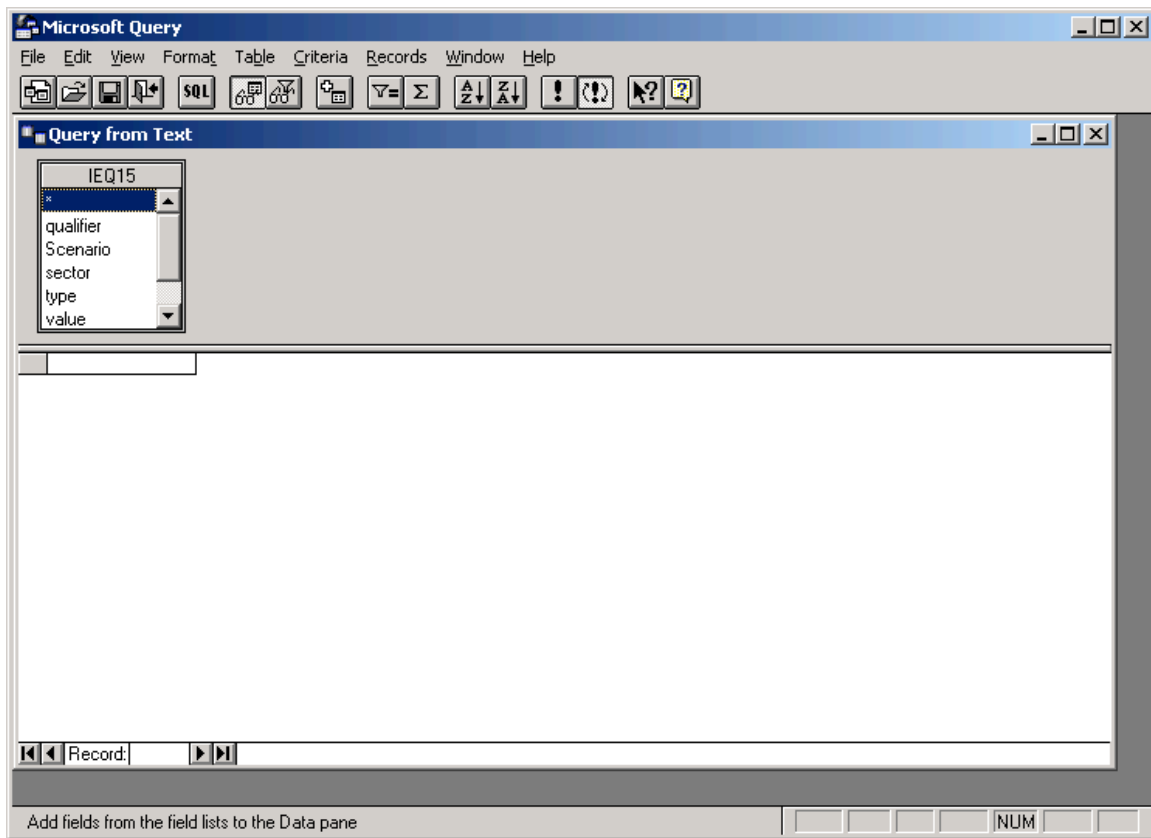 Microsoft Query
File Edit View Format Table Criteria Records Window Help
SQL
Query from Text
IEQ15
*
qualifier
Scenario
sector
type
value
Record:
Add fields from the field lists to the Data pane NUM